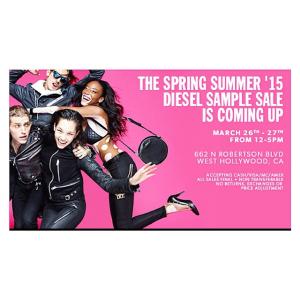 THE SPRING SUMMER '15
DIESEL SAMPLE SALE
IS COMING UP
MARCH 26TH - 27TH
FROM 12-5PM
662 N ROBERTSON BLVD
WEST HOLLYWOOD, CA
ACCEPTING CASH/VISA/MC/AMEX
ALL SALES FINAL + NON TRANSFERABLE
NO RETURNS, EXCHANGES OR
PRICE ADJUSTMENT